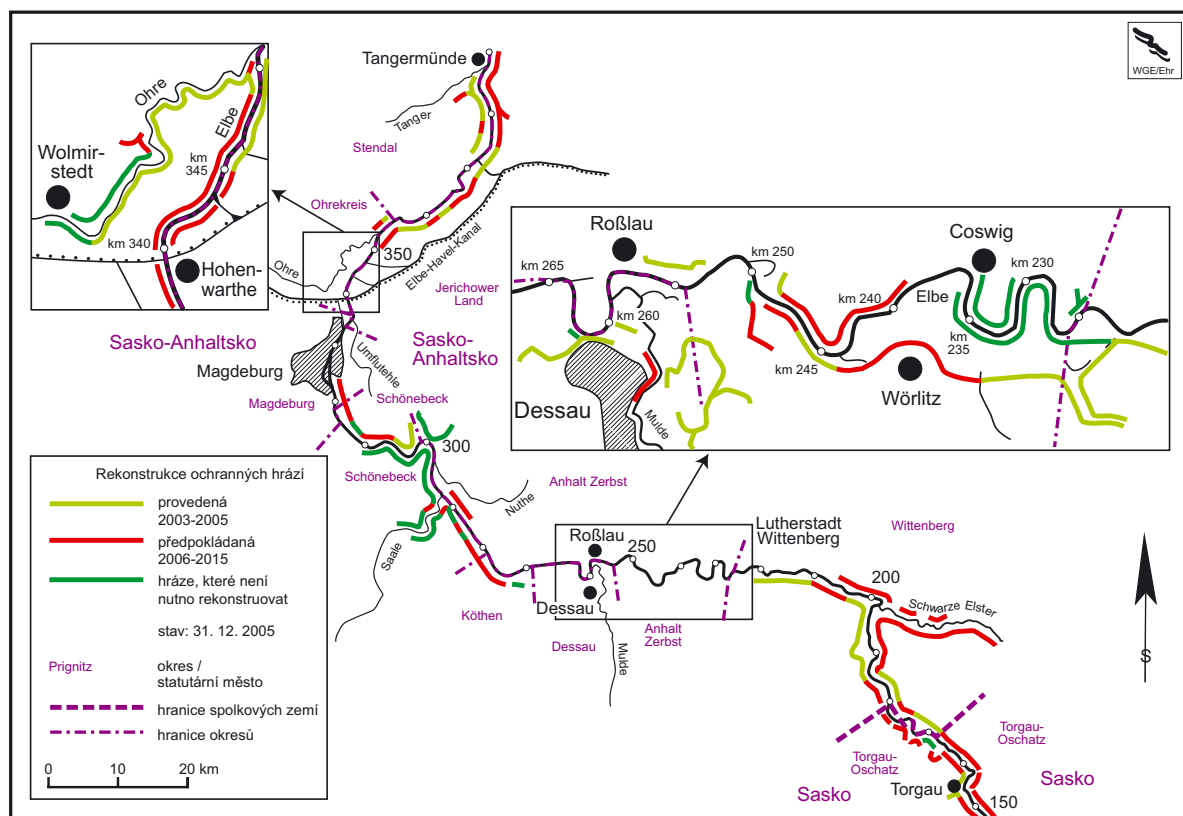 WGE/Ehr
Ohre
Elbe
Wolmir-
stedt
km
345
km 340
Hohen-
warthe
Tangermünde
Tanger
Stendal
Ohrekreis
350
Elbe-Havel-Kanal
Ohre
Jerichower
Land
Sasko-Anhaltsko
Sasko-
Anhaltsko
Umflutehle
Magdeburg
Magdeburg
Schönebeck
300
Schönebeck
Nuthe
Anhalt Zerbst
Saale
Köthen
Roßlau
km 265
km 260
Dessau
Mulde
km 250
km 245
km 240
Elbe
Coswig
km 230
km
235
Wörlitz
Roßlau
250
Dessau
Dessau
Mulde
Anhalt
Zerbst
Lutherstadt
Wittenberg
Wittenberg
200
Schwarze Elster
Torgau-
Oschatz
Torgau-
Oschatz
Sasko
Sasko
Torgau
150
S
Rekonstrukce ochranných hrází
provedená
2003-2005
předpokládaná
2006-2015
hráze, které není
nutno rekonstruovat
stav: 31. 12. 2005
Prignitz
okres /
statutární město
hranice spolkových zemí
hranice okresů
0 10 20 km